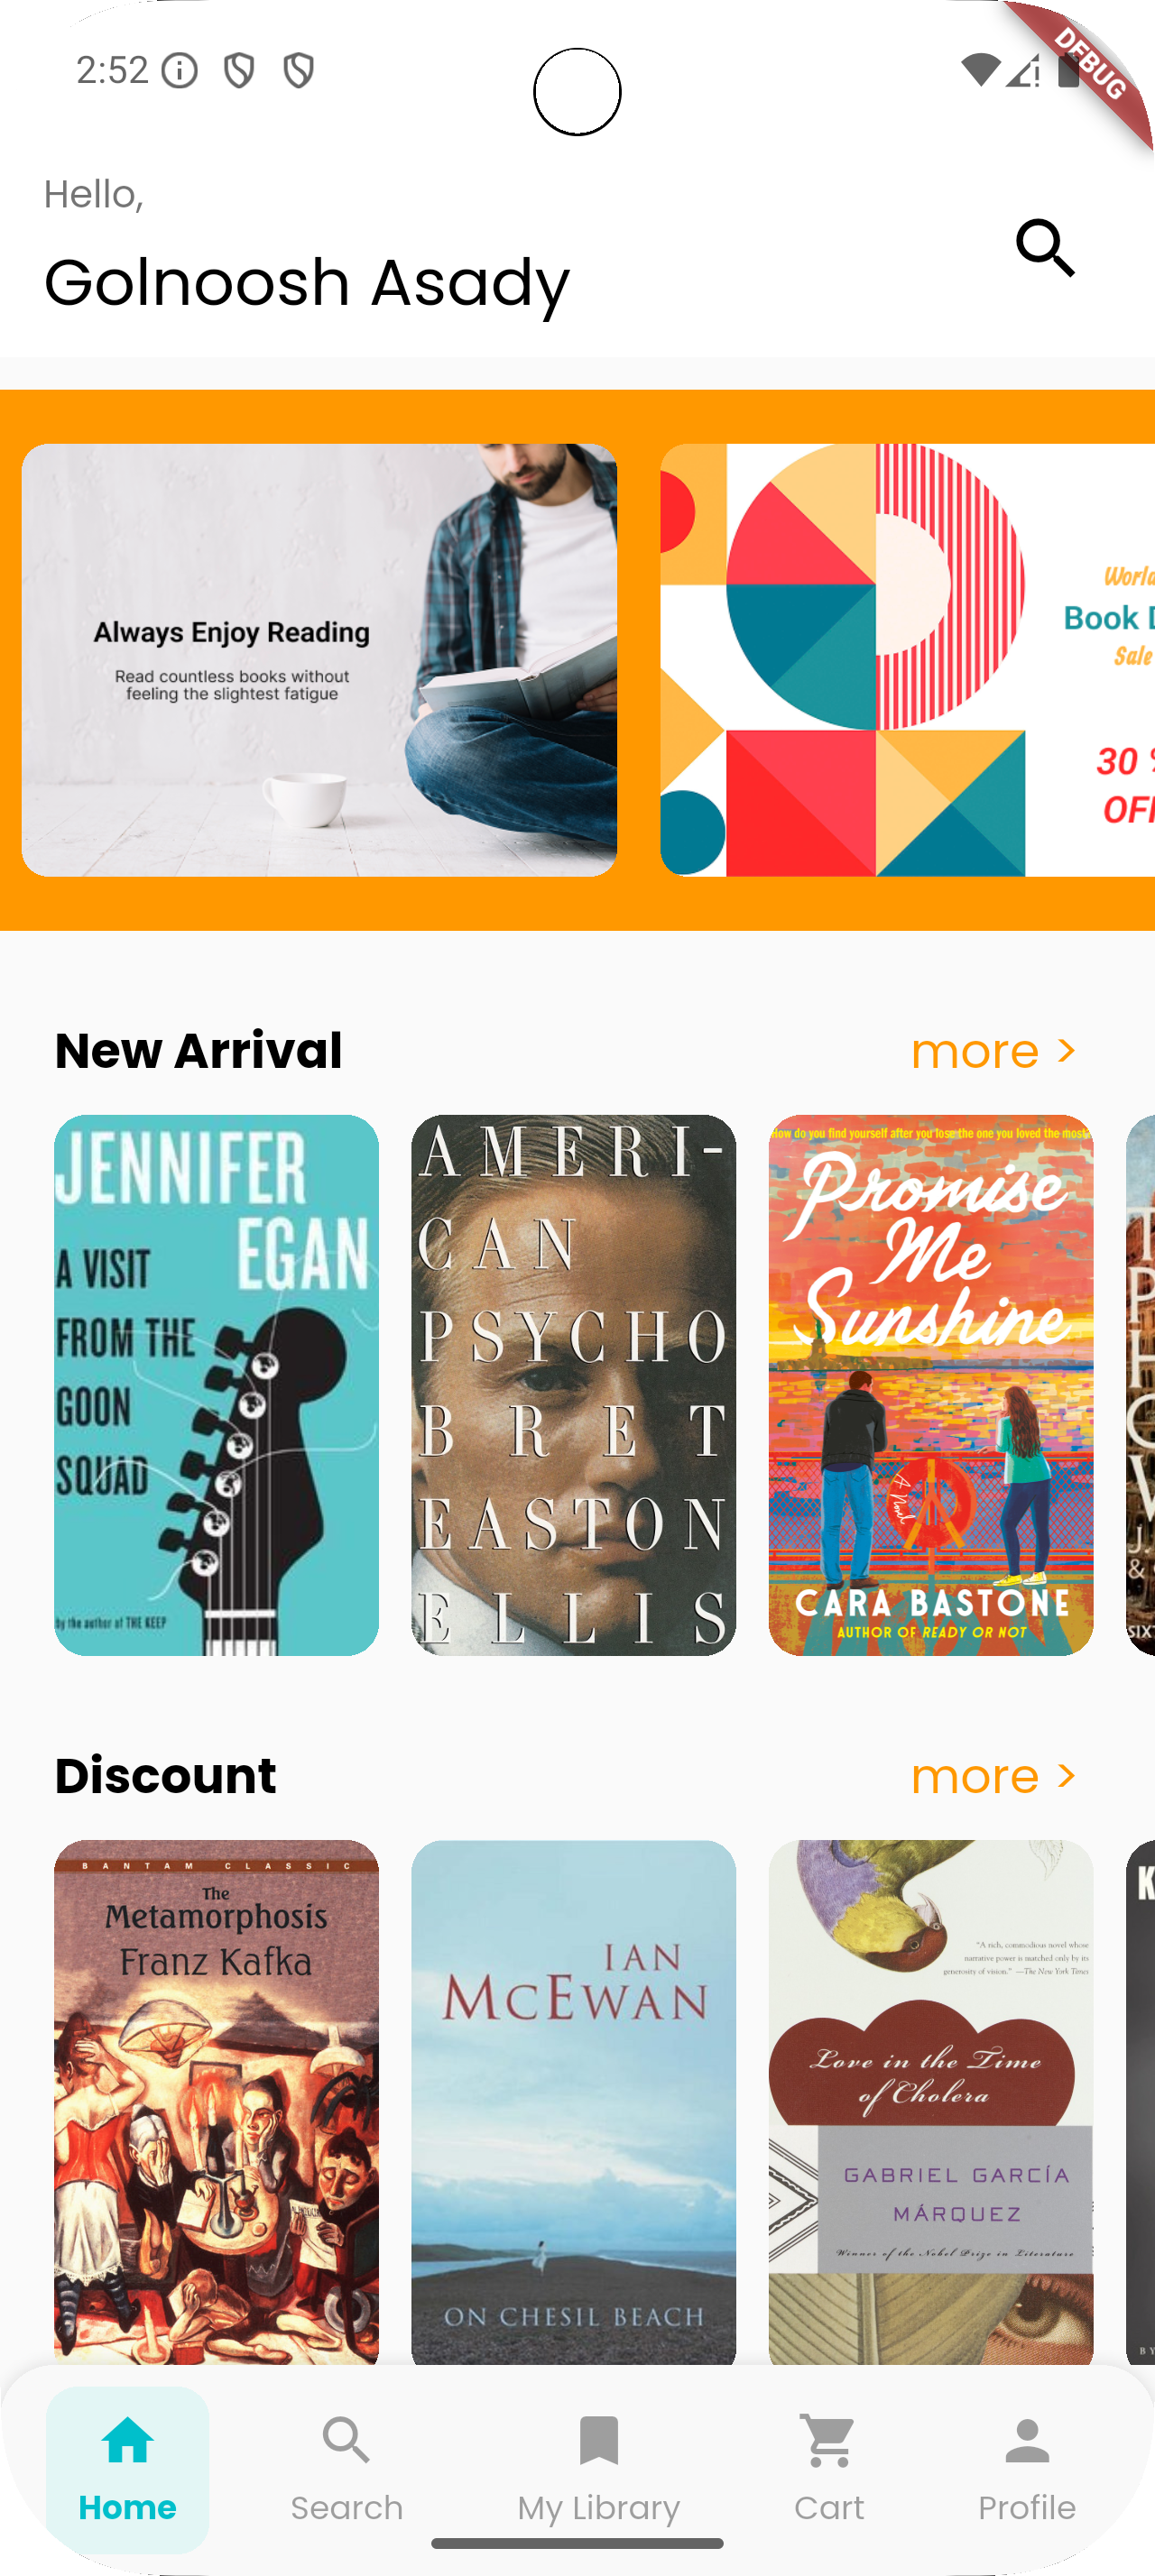 2:52
DEBUG
Hello,
Golnoosh Asady
Always Enjoy Reading
Read countless books without
feeling the slightest fatigue
Book
Sale
30
New Arrival
more >
JENNIFER
EGAN
A VISIT
FROM THE
GOON
SQUAD
by the author of THE KEEP
AMERI-
CAN
PSYCHO
BRET
EASTON
ELLIS
How do you find yourself after you lose the one you loved the most?
Promise
Me
Sunshine
A Novel
CARA BASTONE
AUTHOR OF READY OR NOT
J.
&
Discount
more >
BANTAM CLASSIC
The
Metamorphosis
Franz Kafka
IAN
McEWAN
ON CHESIL BEACH
"A rich, commodious novel whose
narrative power is matched only by its
generosity of vision." —The New York Times
Love in the Time
of Cholera
GABRIEL GARCÍA
MÁRQUEZ
Winner of the Nobel Prize in Literature
Home
Search
My Library
Cart
Profile